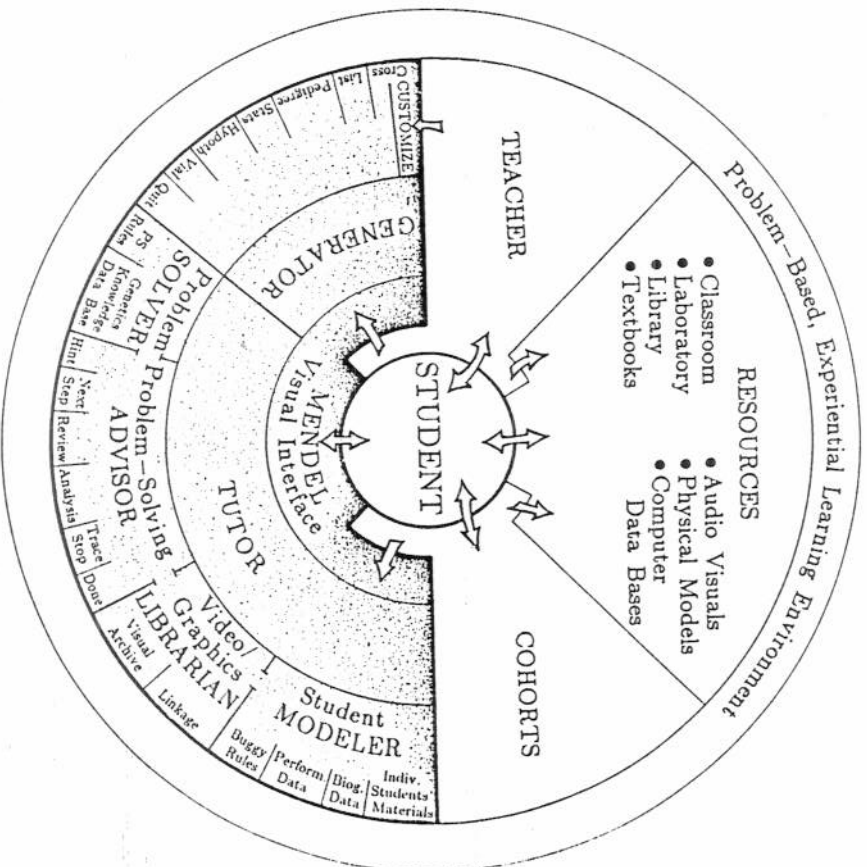 Problem–Based, Experiential Learning Environment
RESOURCES
● Classroom
● Laboratory
● Library
● Textbooks
● Audio Visuals
● Physical Models
● Computer
Data Bases
TEACHER
STUDENT
COHORTS
MENDEL
Visual Interface
GENERATOR
CUSTOMIZE
Cross
List
Pedigree
Stats
Hypoth
Vial
Quit
TUTOR
Problem
SOLVER
PS
Rules
Genetics
Knowledge
Data Base
Problem–Solving
ADVISOR
Hint
Next
Step
Review
Analysis
Trace
Stop
Done
Video/
Graphics
LIBRARIAN
Visual
Archive
Linkage
Student
MODELER
Buggy
Rules
Perform.
Data
Biog.
Data
Indiv.
Students'
Materials